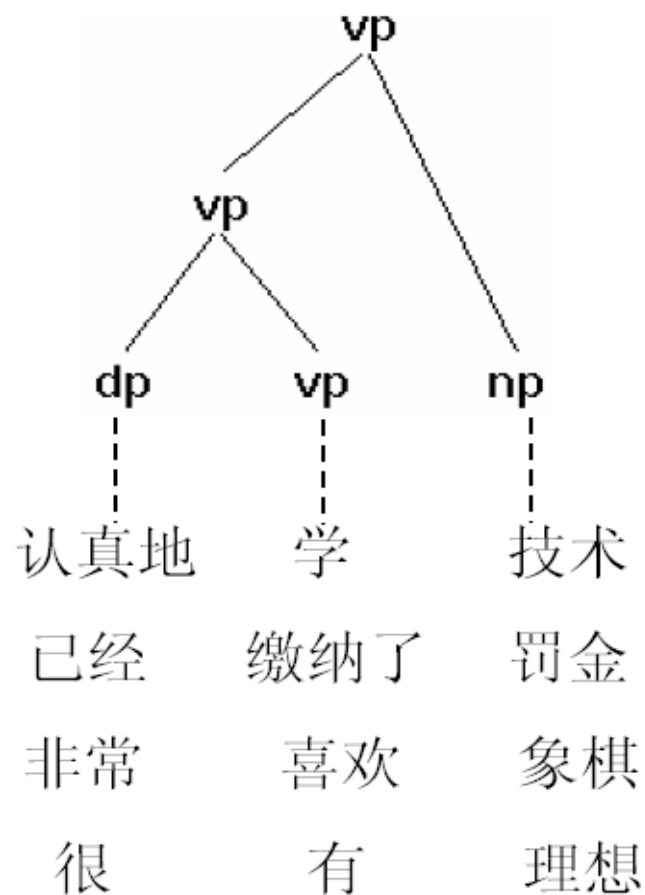 vp
vp
dp vp np
认真地 学 技术
已经 缴纳了 罚金
非常 喜欢 象棋
很 有 理想